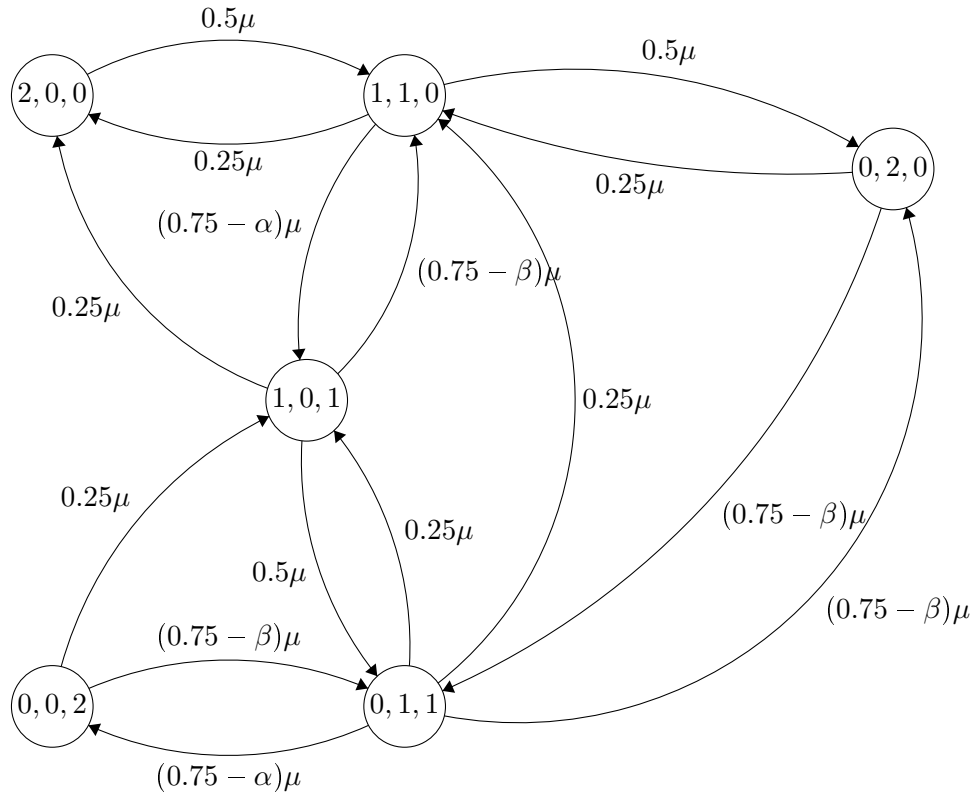 0.5μ
2, 0, 0
1, 1, 0
0.5μ
0.25μ
0.25μ
0, 2, 0
(0.75 − α)μ
(0.75 − β)μ
0.25μ
1, 0, 1
0.25μ
0.25μ
0.25μ
(0.75 − β)μ
0.5μ
(0.75 − β)μ
(0.75 − β)μ
0, 0, 2
0, 1, 1
(0.75 − α)μ